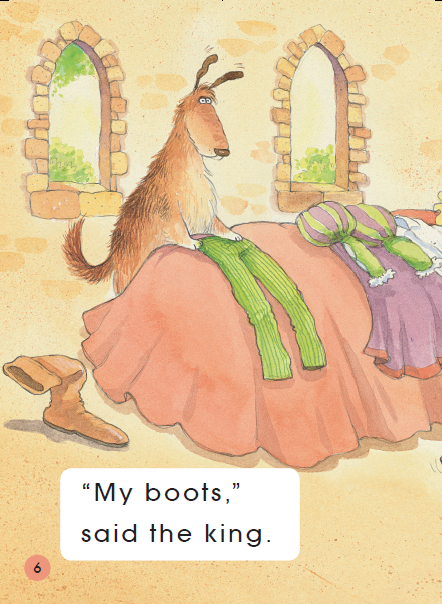 “My boots,”
said the king.
6